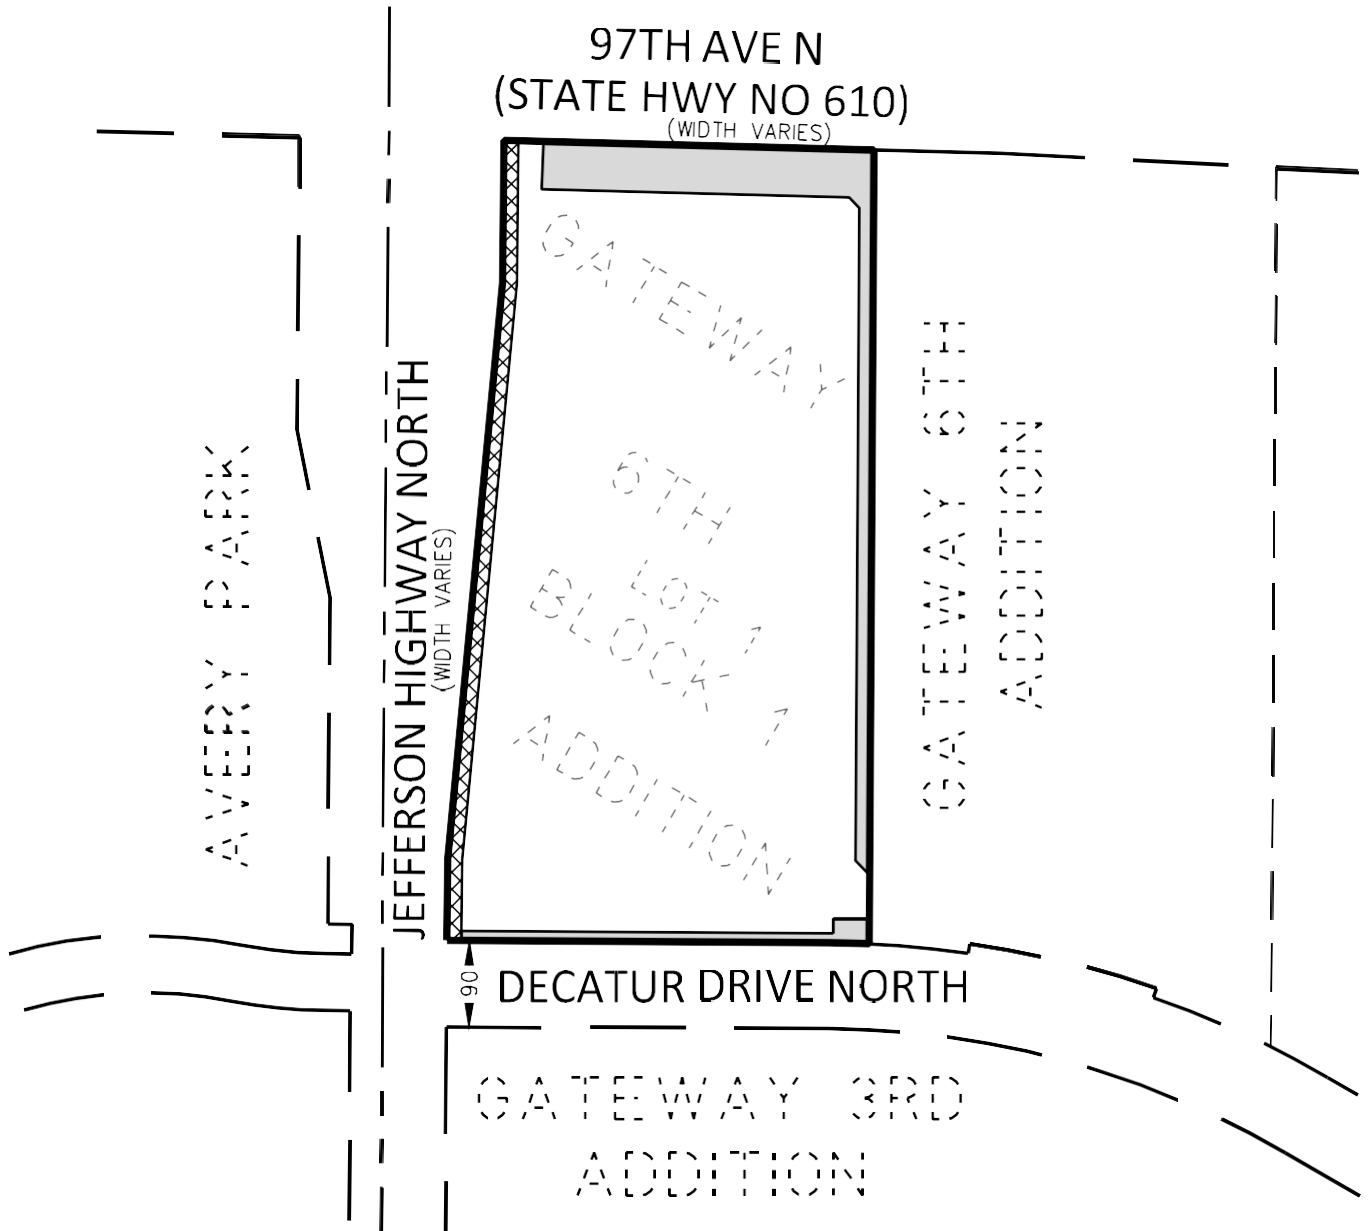 97TH AVE N
(STATE HWY NO 610)
(WIDTH VARIES)
AVERY PARK
JEFFERSON HIGHWAY NORTH
(WIDTH VARIES)
GATEWAY
6TH
LOT 1
BLOCK 1
ADDITION
GATEWAY 6TH
ADDITION
90
DECATUR DRIVE NORTH
GATEWAY 3RD
ADDITION